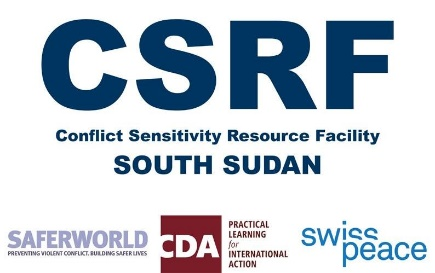 CSRF
Conflict Sensitivity Resource Facility
SOUTH SUDAN
SAFERWORLD
PREVENTING VIOLENT CONFLICT. BUILDING SAFER LIVES
CDA
PRACTICAL
LEARNING
for
INTERNATIONAL
ACTION
swiss
peace